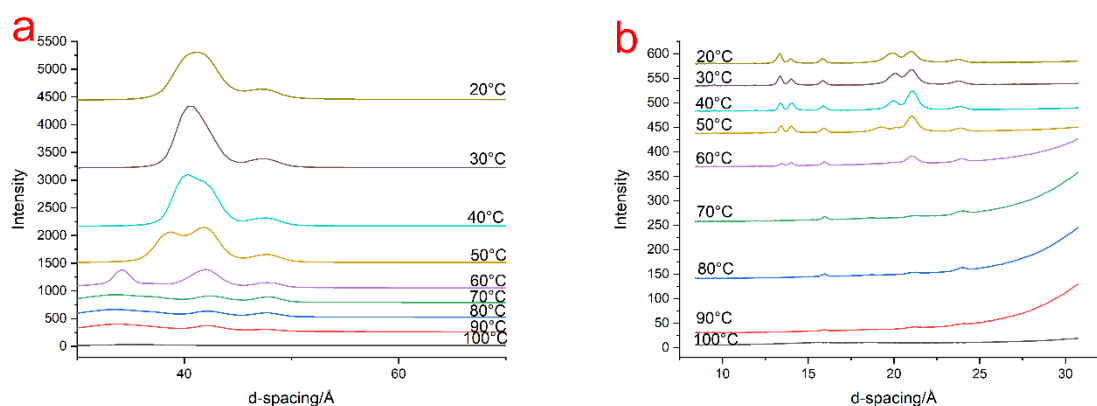 a
5500
5000
4500
4000
3500
3000
2500
2000
1500
1000
500
0
Intensity
20°C
30°C
40°C
50°C
60°C
70°C
80°C
90°C
100°C
40
60
d-spacing/Å
b
600
550
500
450
400
350
300
250
200
150
100
50
0
Intensity
20°C
30°C
40°C
50°C
60°C
70°C
80°C
90°C
100°C
10
15
20
25
30
d-spacing/Å